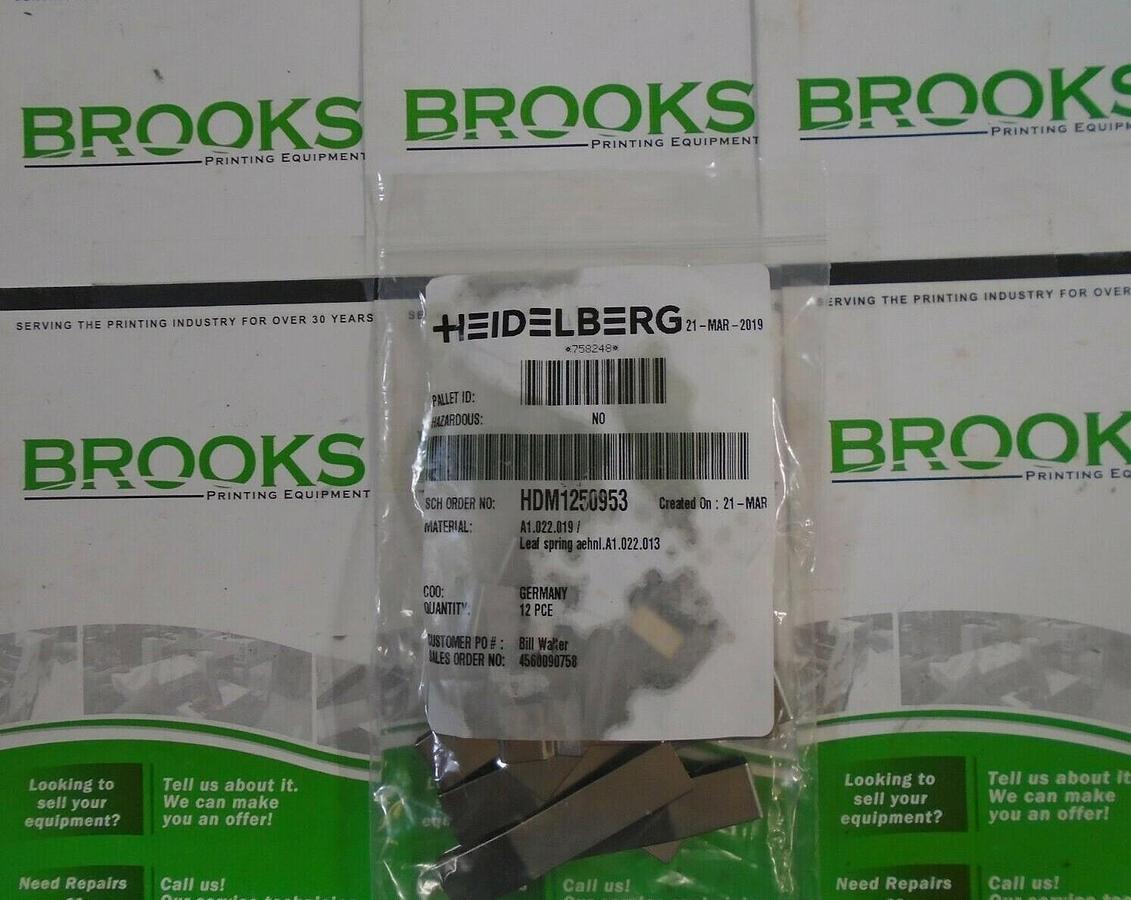 BROOKS
PRINTING EQUIPMENT
BROOKS
PRINTING EQUIPMENT
BROOKS
PRINTING EQUIPM
SERVING THE PRINTING INDUSTRY FOR OVER 30 YEARS
SE
SERVING THE PRINTING INDUSTRY FOR OVER
HEIDELBERG 21-MAR-2019
*758248*
PALLET ID:
HAZARDOUS: NO
SCH ORDER NO: HDM1250953 Created On : 21-MAR
MATERIAL: A1.022.019 /
Leaf spring aehnl.A1.022.013
COO: GERMANY
QUANTITY: 12 PCE
CUSTOMER PO # : Bill Walter
SALES ORDER NO: 4560090758
BROOKS
PRINTING EQUIPMENT
BROOK
PRINTING EQ
Looking to
sell your
equipment?
Tell us about it.
We can make
you an offer!
Need Repairs
Call us!
Our service technician
Call us!
Looking to
sell your
equipment?
Tell us about it.
We can make
you an offer!
Need Repairs
Call us!